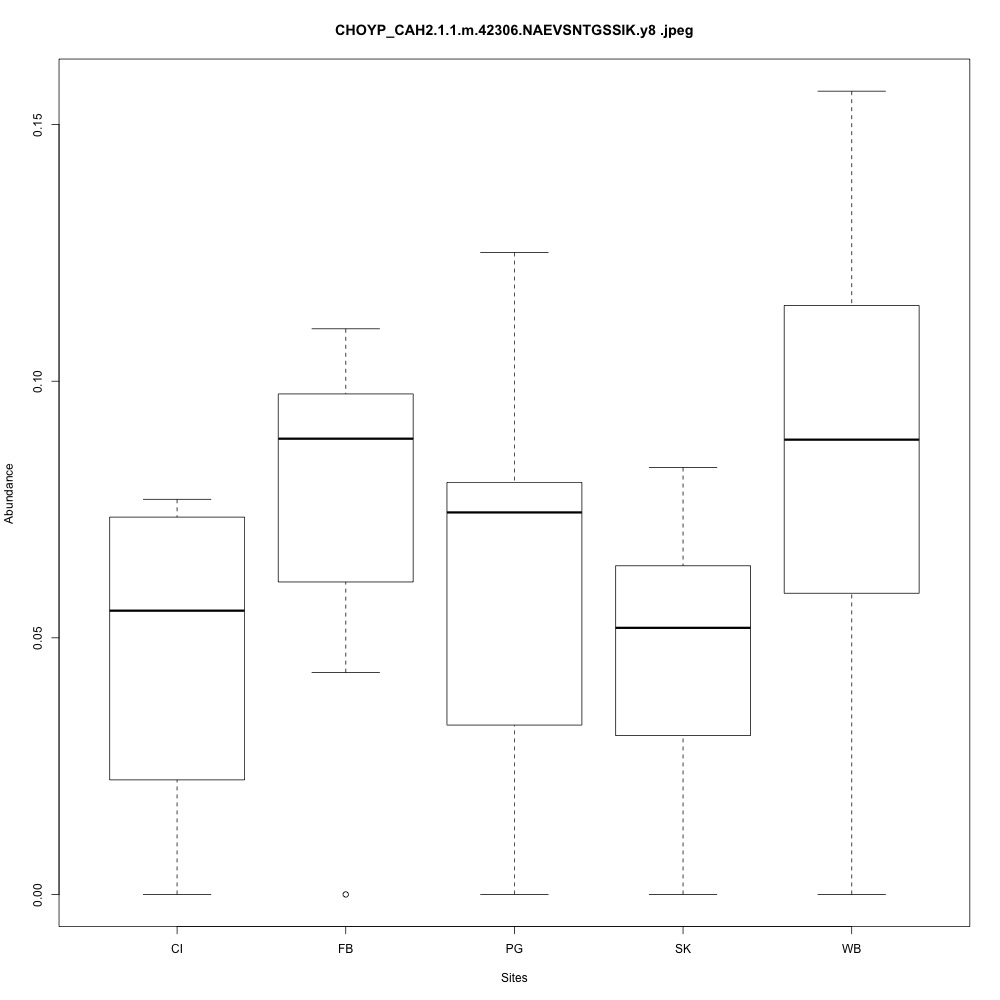 CHOYP_CAH2.1.1.m.42306.NAEVSNTGSSIK.y8 .jpeg
0.15
0.10
0.05
0.00
Abundance
CI FB PG SK WB
Sites